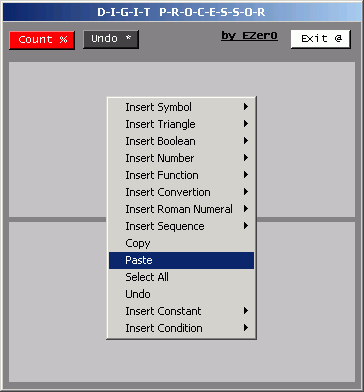 D-I-G-I-T P-R-O-C-E-S-S-O-R
Count % Undo * by EZer0 Exit @
Insert Symbol
Insert Triangle
Insert Boolean
Insert Number
Insert Function
Insert Convertion
Insert Roman Numeral
Insert Sequence
Copy
Paste
Select All
Undo
Insert Constant
Insert Condition